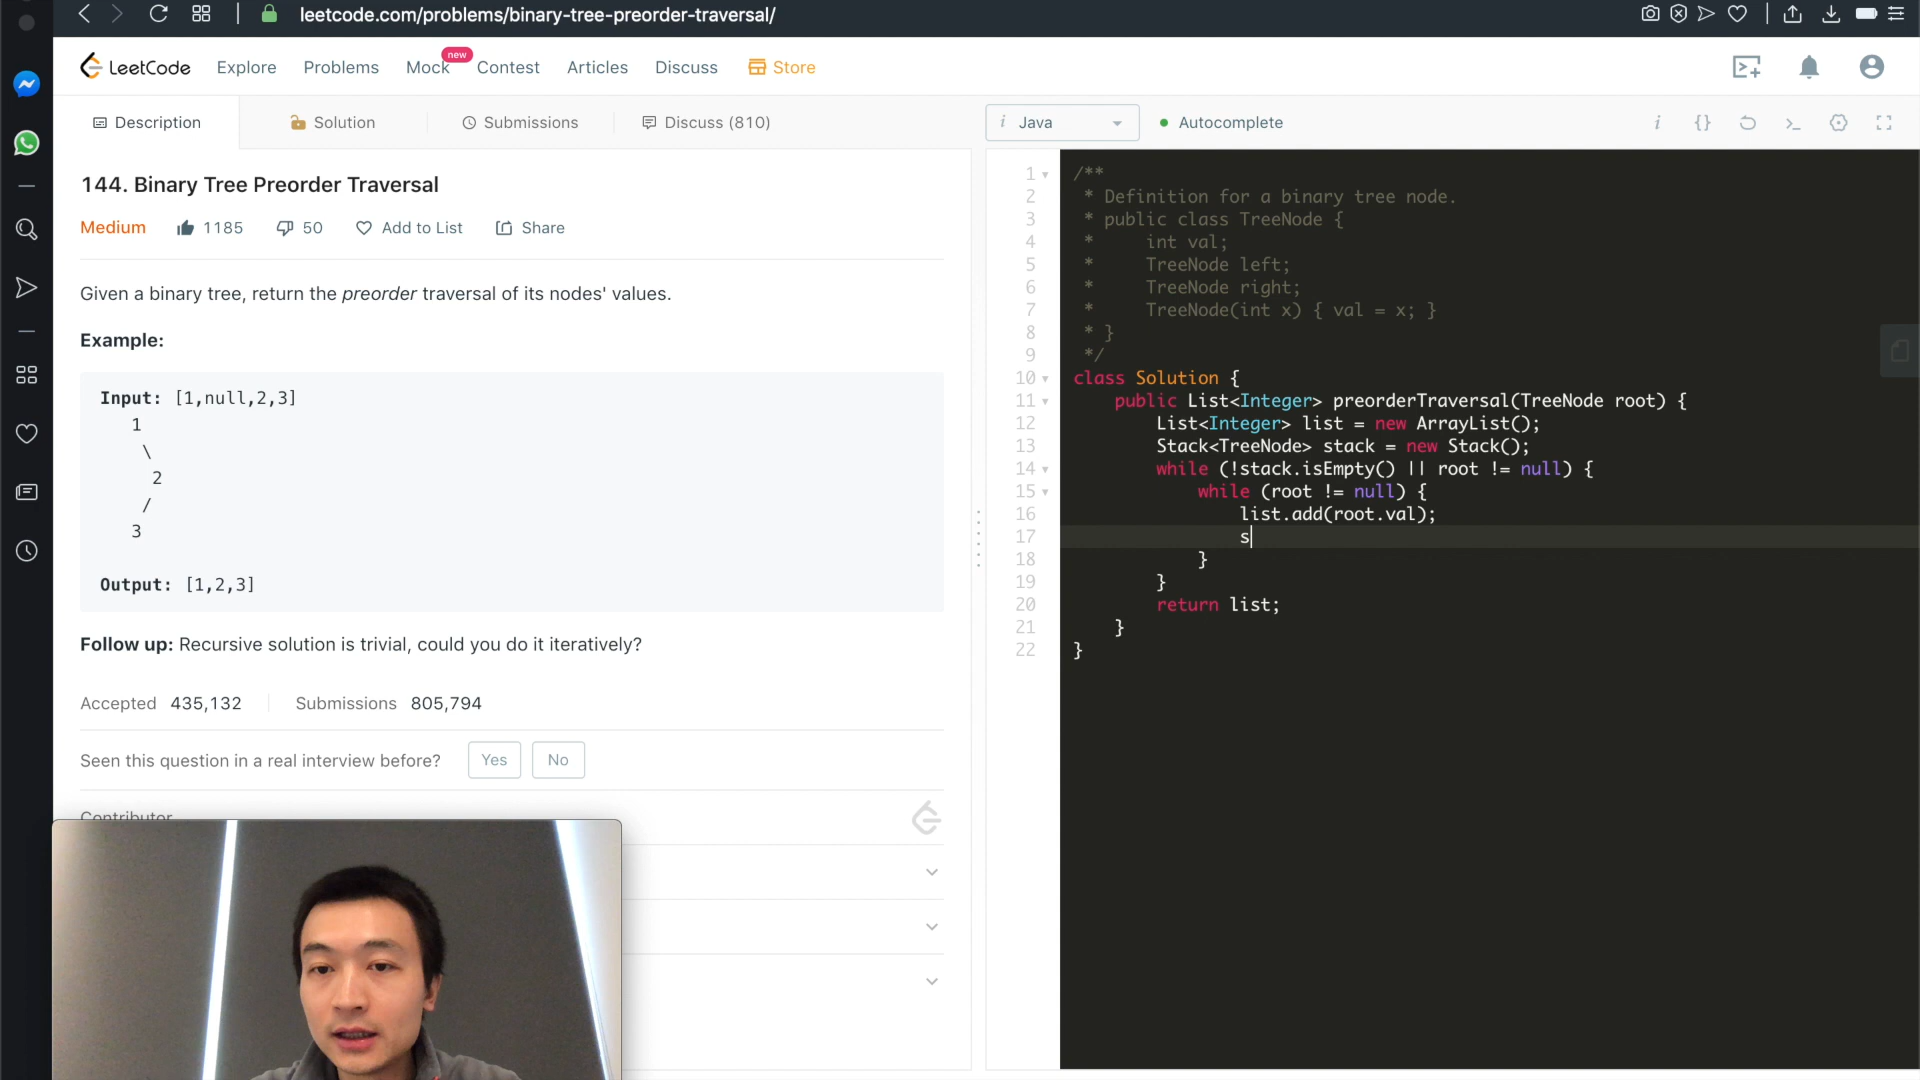 leetcode.com/problems/binary-tree-preorder-traversal/
LeetCode
Explore
Problems
Mock
new
Contest
Articles
Discuss
Store
Description
Solution
Submissions
Discuss (810)
i Java
Autocomplete
144. Binary Tree Preorder Traversal
Medium
1185
50
Add to List
Share
Given a binary tree, return the preorder traversal of its nodes' values.
Example:
Input: [1,null,2,3]
1
\
2
/
3
Output: [1,2,3]
Follow up: Recursive solution is trivial, could you do it iteratively?
Accepted 435,132
Submissions 805,794
Seen this question in a real interview before?
Yes
No
Contributor
1 /**
2 * Definition for a binary tree node.
3 * public class TreeNode {
4 * int val;
5 * TreeNode left;
6 * TreeNode right;
7 * TreeNode(int x) { val = x; }
8 * }
9 */
10 class Solution {
11 public List<Integer> preorderTraversal(TreeNode root) {
12 List<Integer> list = new ArrayList();
13 Stack<TreeNode> stack = new Stack();
14 while (!stack.isEmpty() || root != null) {
15 while (root != null) {
16 list.add(root.val);
17 s
18 }
19 }
20 return list;
21 }
22 }